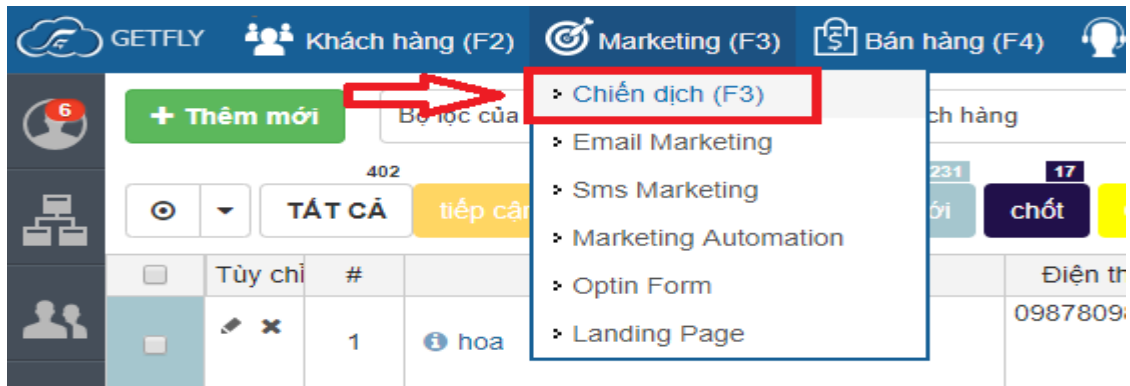 GETFLY Khách hàng (F2) Marketing (F3) Bán hàng (F4)
6 + Thêm mới Bộ lọc của Chiến dịch (F3) ch hàng
Email Marketing
402 231 17
TẤT CẢ tiếp cận Sms Marketing ới chốt
Marketing Automation
Tùy chỉ # Optin Form Điện th
1 hoa Landing Page 0987809